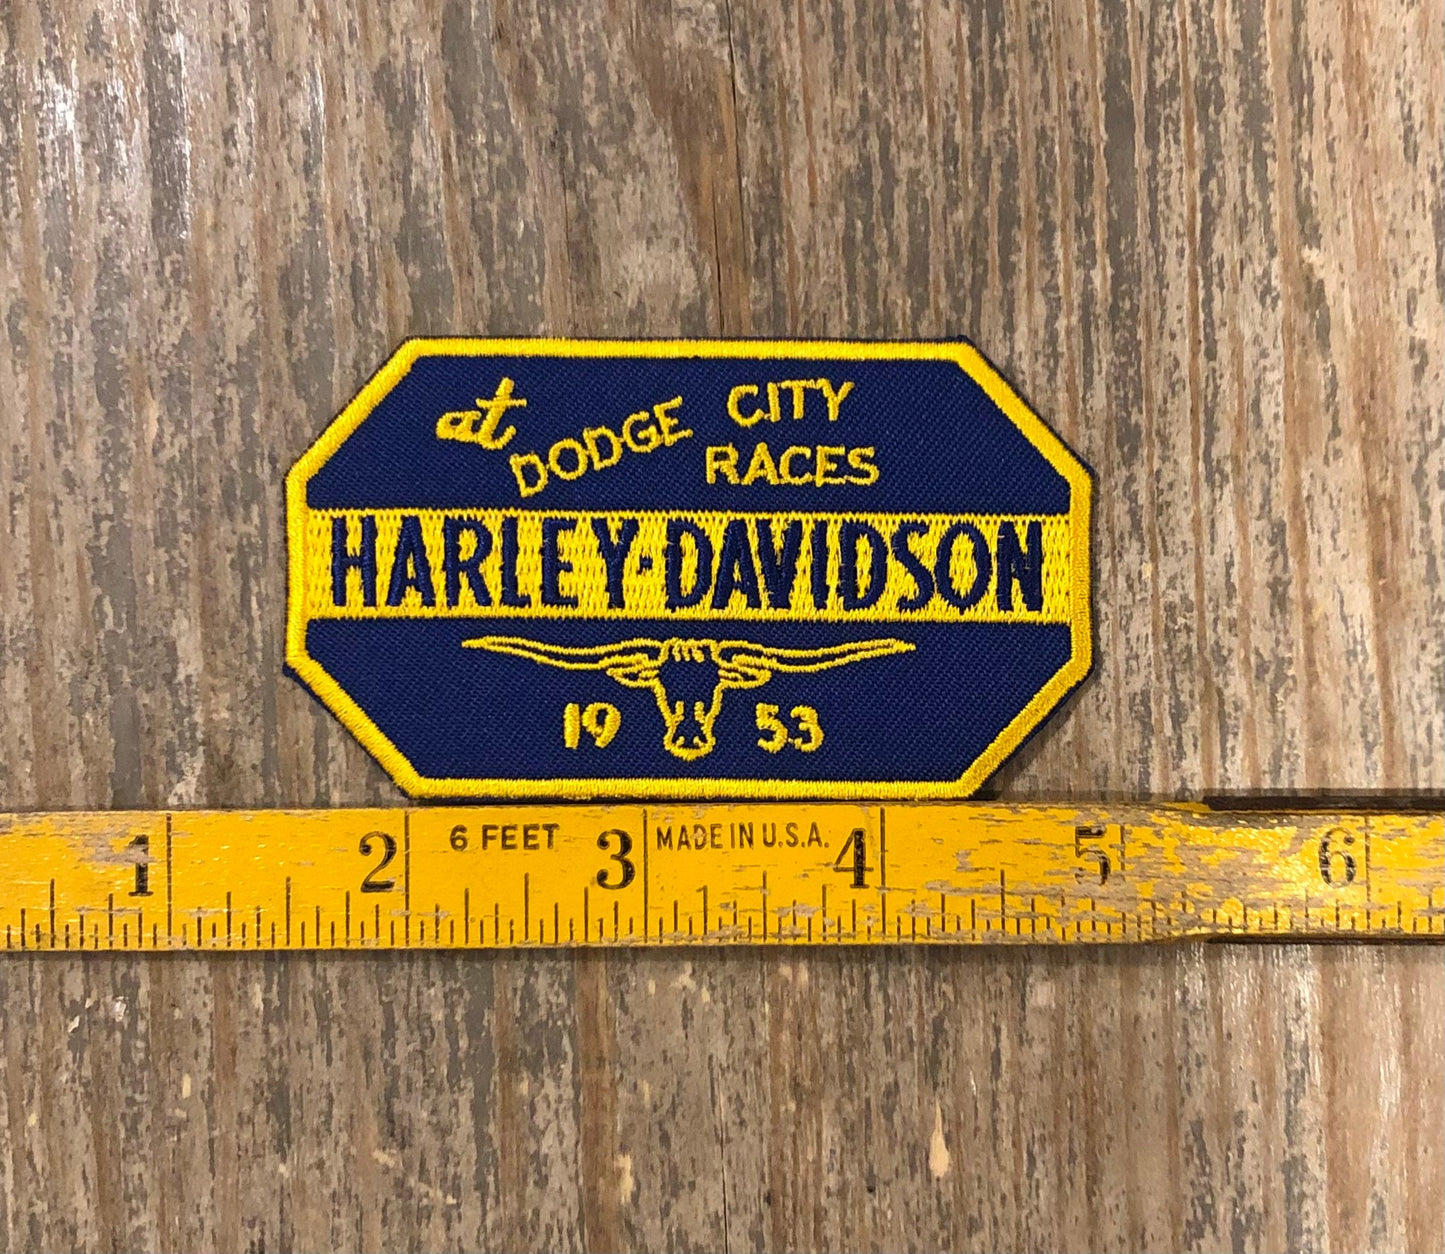 at
DODGE CITY
RACES
HARLEY-DAVIDSON
19 53
1 2 6 FEET 3 MADE IN U.S.A. 4 5 6